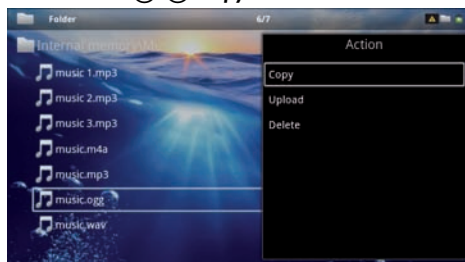 Folder 6/7
Internal memory\M
music 1.mp3
music 2.mp3
music 3.mp3
music.m4a
music.mp3
music.ogg
music.wav
Action
Copy
Upload
Delete